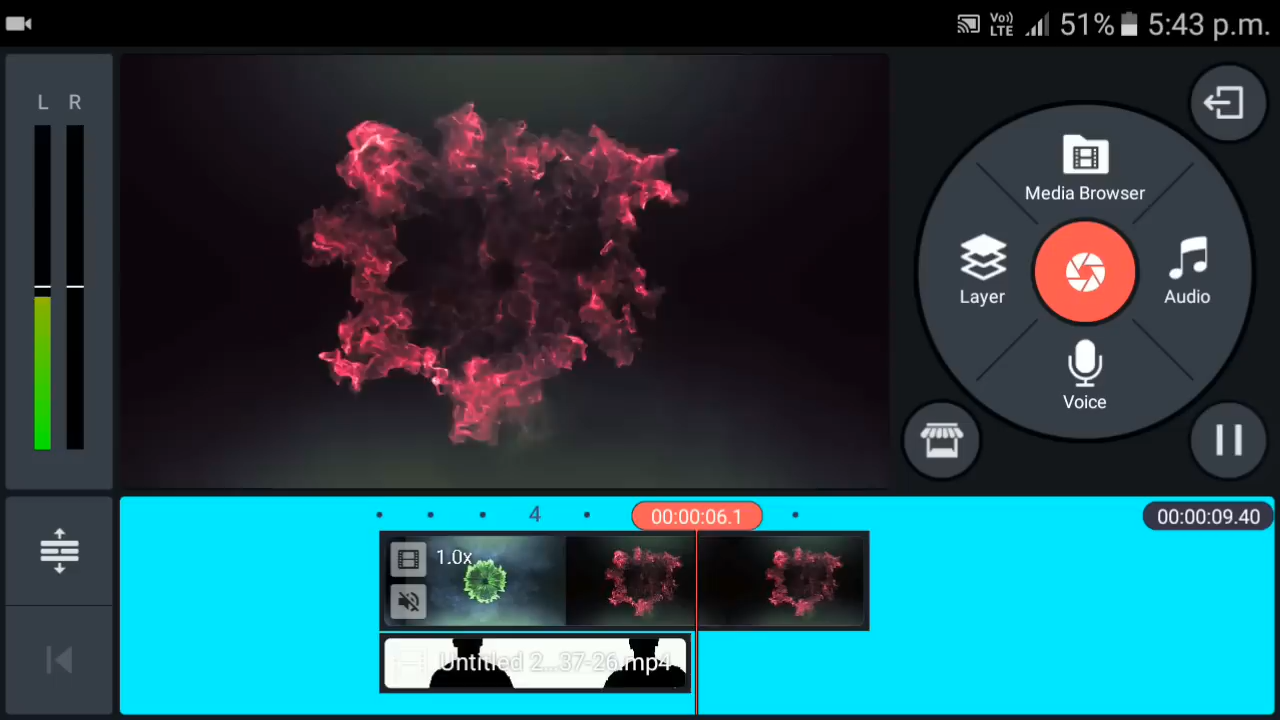 Vo)) LTE 51% 5:43 p.m.
L R
Media Browser
Layer
Audio
Voice
4 00:00:06.1 00:00:09.40
1.0x
Untitled 2...37-26.mp4